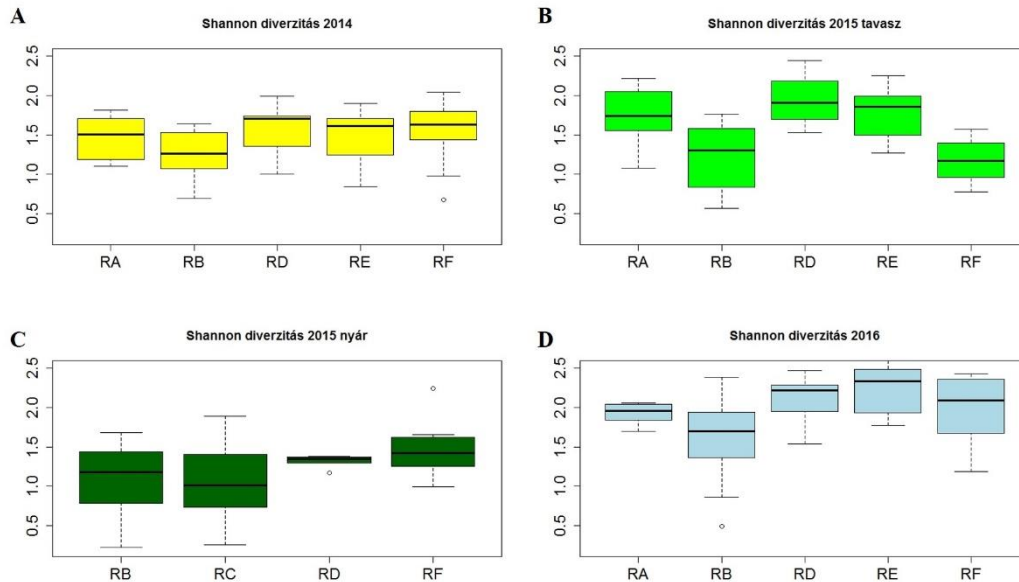 A
Shannon diverzitás 2014
2.5
2.0
1.5
1.0
0.5
RA RB RD RE RF
B
Shannon diverzitás 2015 tavasz
2.5
2.0
1.5
1.0
0.5
RA RB RD RE RF
C
Shannon diverzitás 2015 nyár
2.5
2.0
1.5
1.0
0.5
RB RC RD RF
D
Shannon diverzitás 2016
2.5
2.0
1.5
1.0
0.5
RA RB RD RE RF